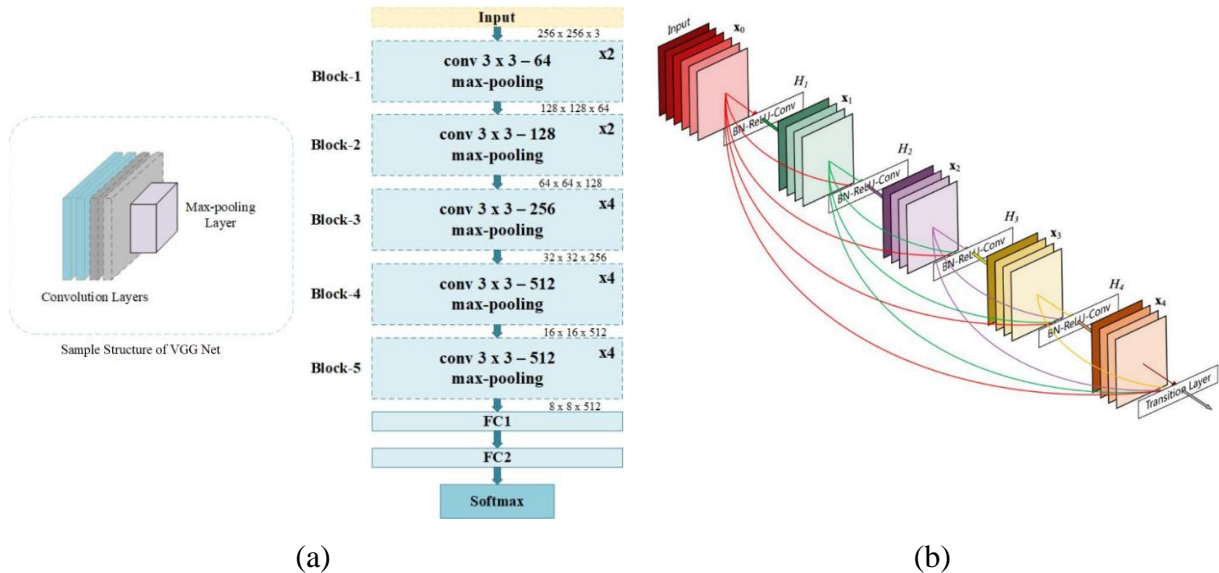 Input
256 x 256 x 3
Block-1
conv 3 x 3 – 64
max-pooling
x2
128 x 128 x 64
Block-2
conv 3 x 3 – 128
max-pooling
x2
64 x 64 x 128
Block-3
conv 3 x 3 – 256
max-pooling
x4
32 x 32 x 256
Block-4
conv 3 x 3 – 512
max-pooling
x4
16 x 16 x 512
Block-5
conv 3 x 3 – 512
max-pooling
x4
8 x 8 x 512
FC1
FC2
Softmax
Max-pooling
Layer
Convolution Layers
Sample Structure of VGG Net
(a)
Input
x0
H1
BN-ReLU-Conv
x1
H2
BN-ReLU-Conv
x2
H3
BN-ReLU-Conv
x3
H4
BN-ReLU-Conv
x4
Transition Layer
(b)